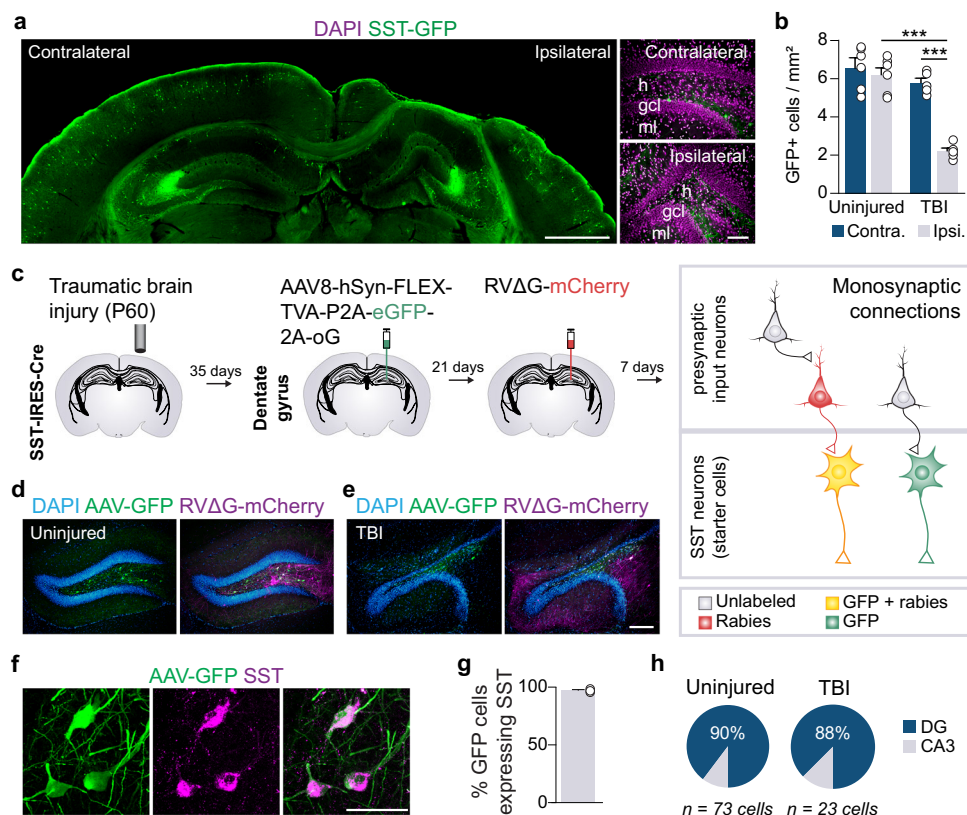 a
DAPI SST-GFP
Contralateral
Ipsilateral
Contralateral
h
gcl
ml
Ipsilateral
h
gcl
ml
b
GFP+ cells / mm²
8
6
4
2
0
***
***
Uninjured
TBI
Contra.
Ipsi.
c
SST-IRES-Cre
Traumatic brain
injury (P60)
35 days
AAV8-hSyn-FLEX-
TVA-P2A-eGFP-
2A-oG
Dentate
gyrus
21 days
RVΔG-mCherry
7 days
Monosynaptic
connections
presynaptic
input neurons
SST neurons
(starter cells)
Unlabeled
GFP + rabies
Rabies
GFP
d
DAPI AAV-GFP RVΔG-mCherry
Uninjured
e
DAPI AAV-GFP RVΔG-mCherry
TBI
f
AAV-GFP SST
g
% GFP cells
expressing SST
100
50
0
h
Uninjured
TBI
90%
88%
DG
CA3
n = 73 cells
n = 23 cells